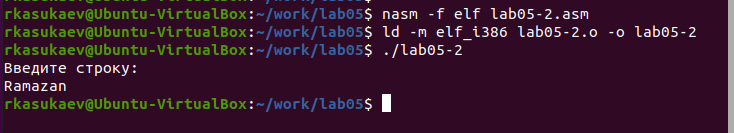 rkasukaev@Ubuntu-VirtualBox:~/work/lab05$ nasm -f elf lab05-2.asm
rkasukaev@Ubuntu-VirtualBox:~/work/lab05$ ld -m elf_i386 lab05-2.o -o lab05-2
rkasukaev@Ubuntu-VirtualBox:~/work/lab05$ ./lab05-2
Введите строку:
Ramazan
rkasukaev@Ubuntu-VirtualBox:~/work/lab05$